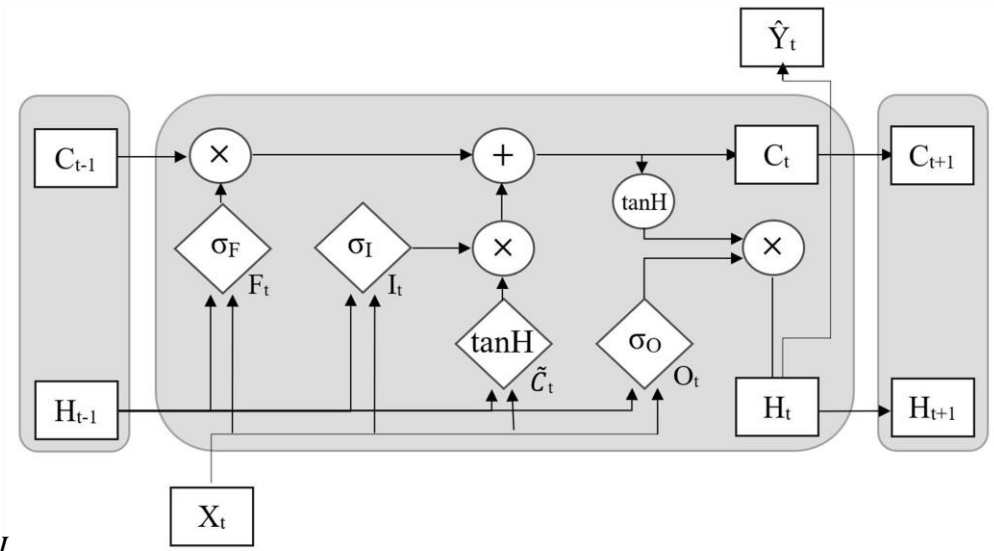 Ŷt
Ct-1
×
+
Ct
Ct+1
tanH
σF
Ft
σI
It
×
×
tanH
C̃t
σO
Ot
Ht-1
Ht
Ht+1
Xt
I